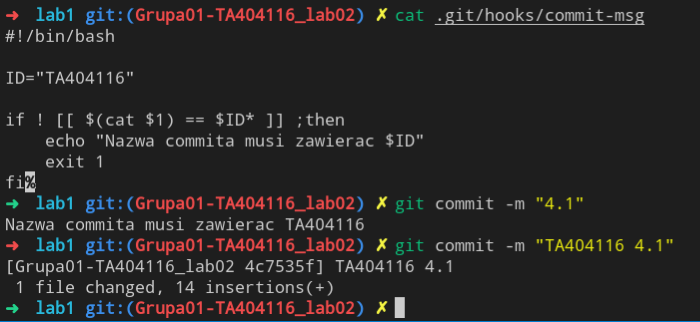 ➜ lab1 git:(Grupa01-TA404116_lab02) ✗ cat .git/hooks/commit-msg
#!/bin/bash

ID="TA404116"

if ! [[ $(cat $1) == $ID* ]] ;then
    echo "Nazwa commita musi zawierac $ID"
    exit 1
fi%
➜ lab1 git:(Grupa01-TA404116_lab02) ✗ git commit -m "4.1"
Nazwa commita musi zawierac TA404116
➜ lab1 git:(Grupa01-TA404116_lab02) ✗ git commit -m "TA404116 4.1"
[Grupa01-TA404116_lab02 4c7535f] TA404116 4.1
 1 file changed, 14 insertions(+)
➜ lab1 git:(Grupa01-TA404116_lab02) ✗